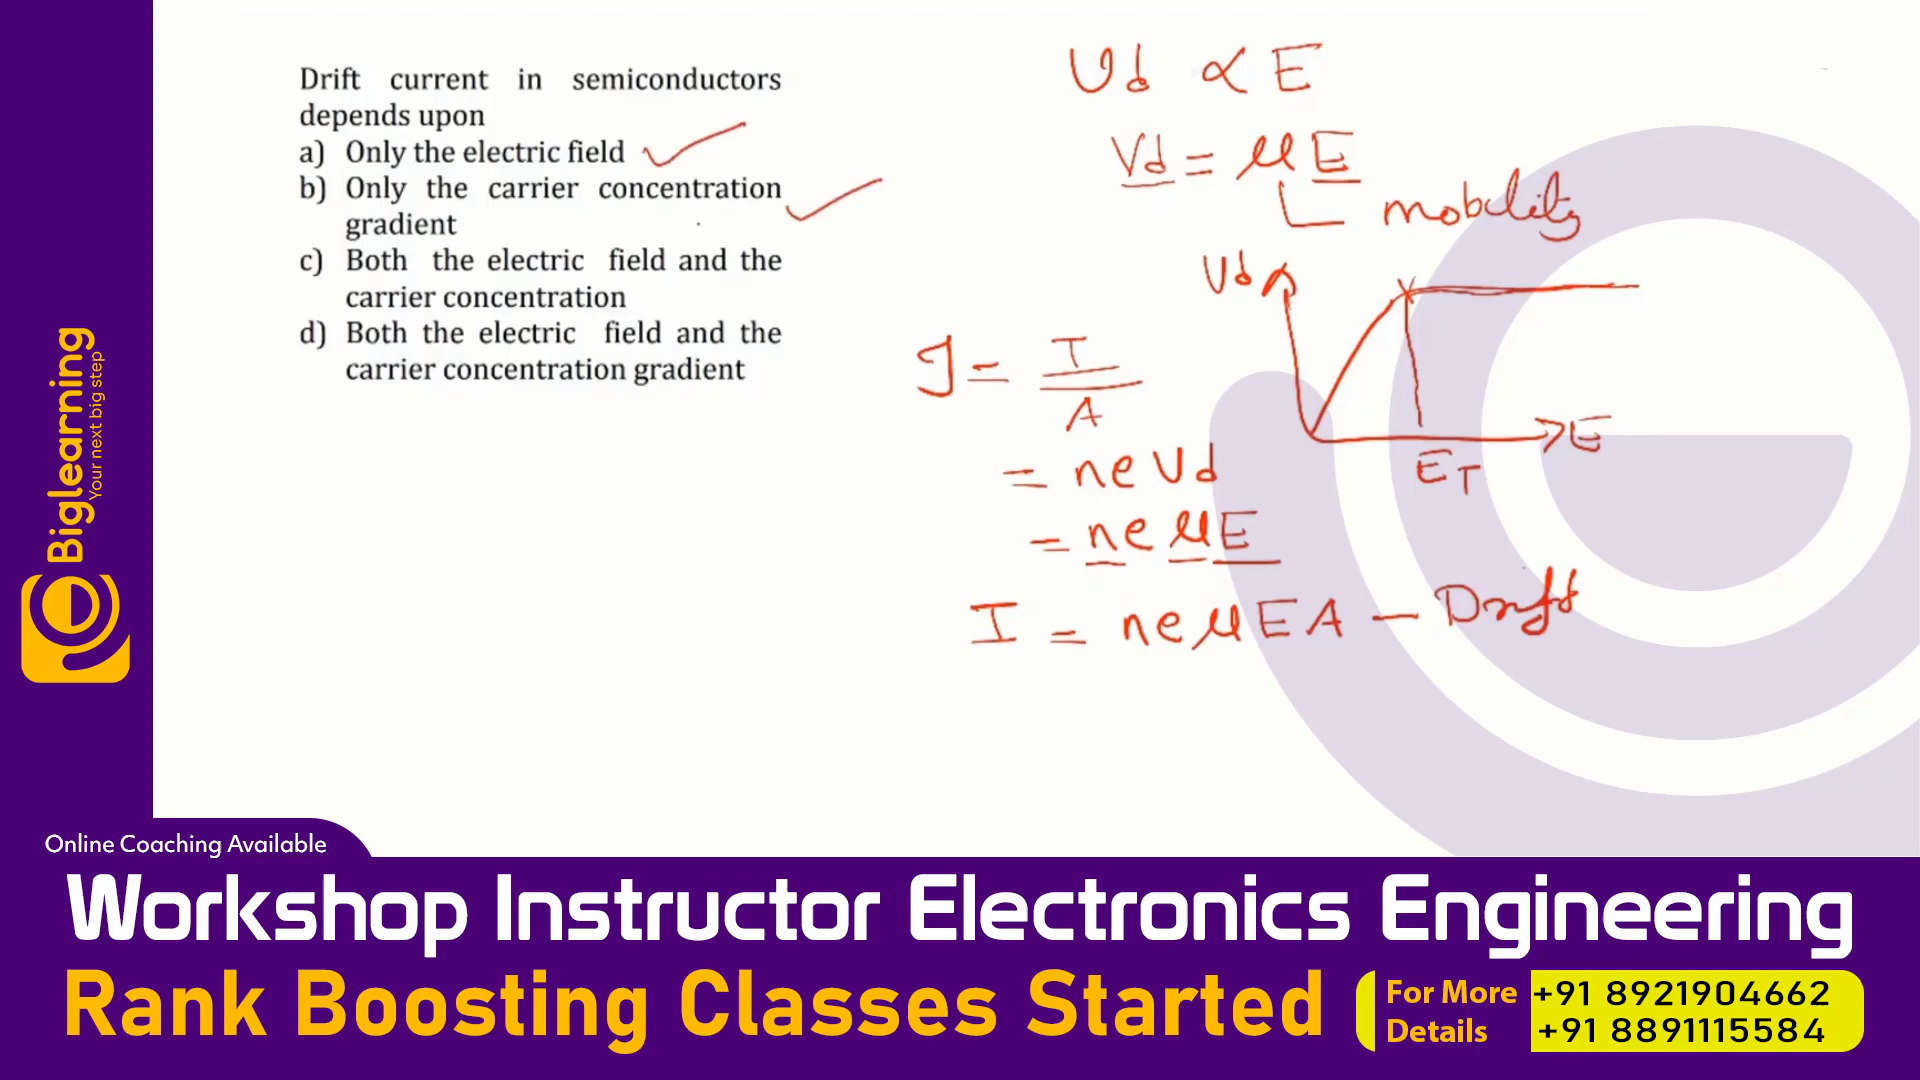 Drift current in semiconductors
depends upon
a) Only the electric field
b) Only the carrier concentration
gradient
c) Both the electric field and the
carrier concentration
d) Both the electric field and the
carrier concentration gradient
Vd ∝ E
Vd = μE
mobility
Vd
E
ET
J = I/A
= neVd
= neμE
I = neμEA – Drift
Biglearning
Your next big step
Online Coaching Available
Workshop Instructor Electronics Engineering
Rank Boosting Classes Started
For More Details
+91 8921904662
+91 8891115584